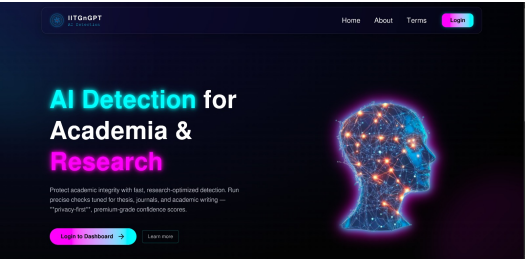 IITGnGPT
Home About Terms Login
AI Detection for
Academia &
Research
Protect academic integrity with fast, research-optimized detection. Run
precise checks tuned for thesis, journals, and academic writing —
**privacy-first**, premium-grade confidence scores.
Login to Dashboard → Learn more